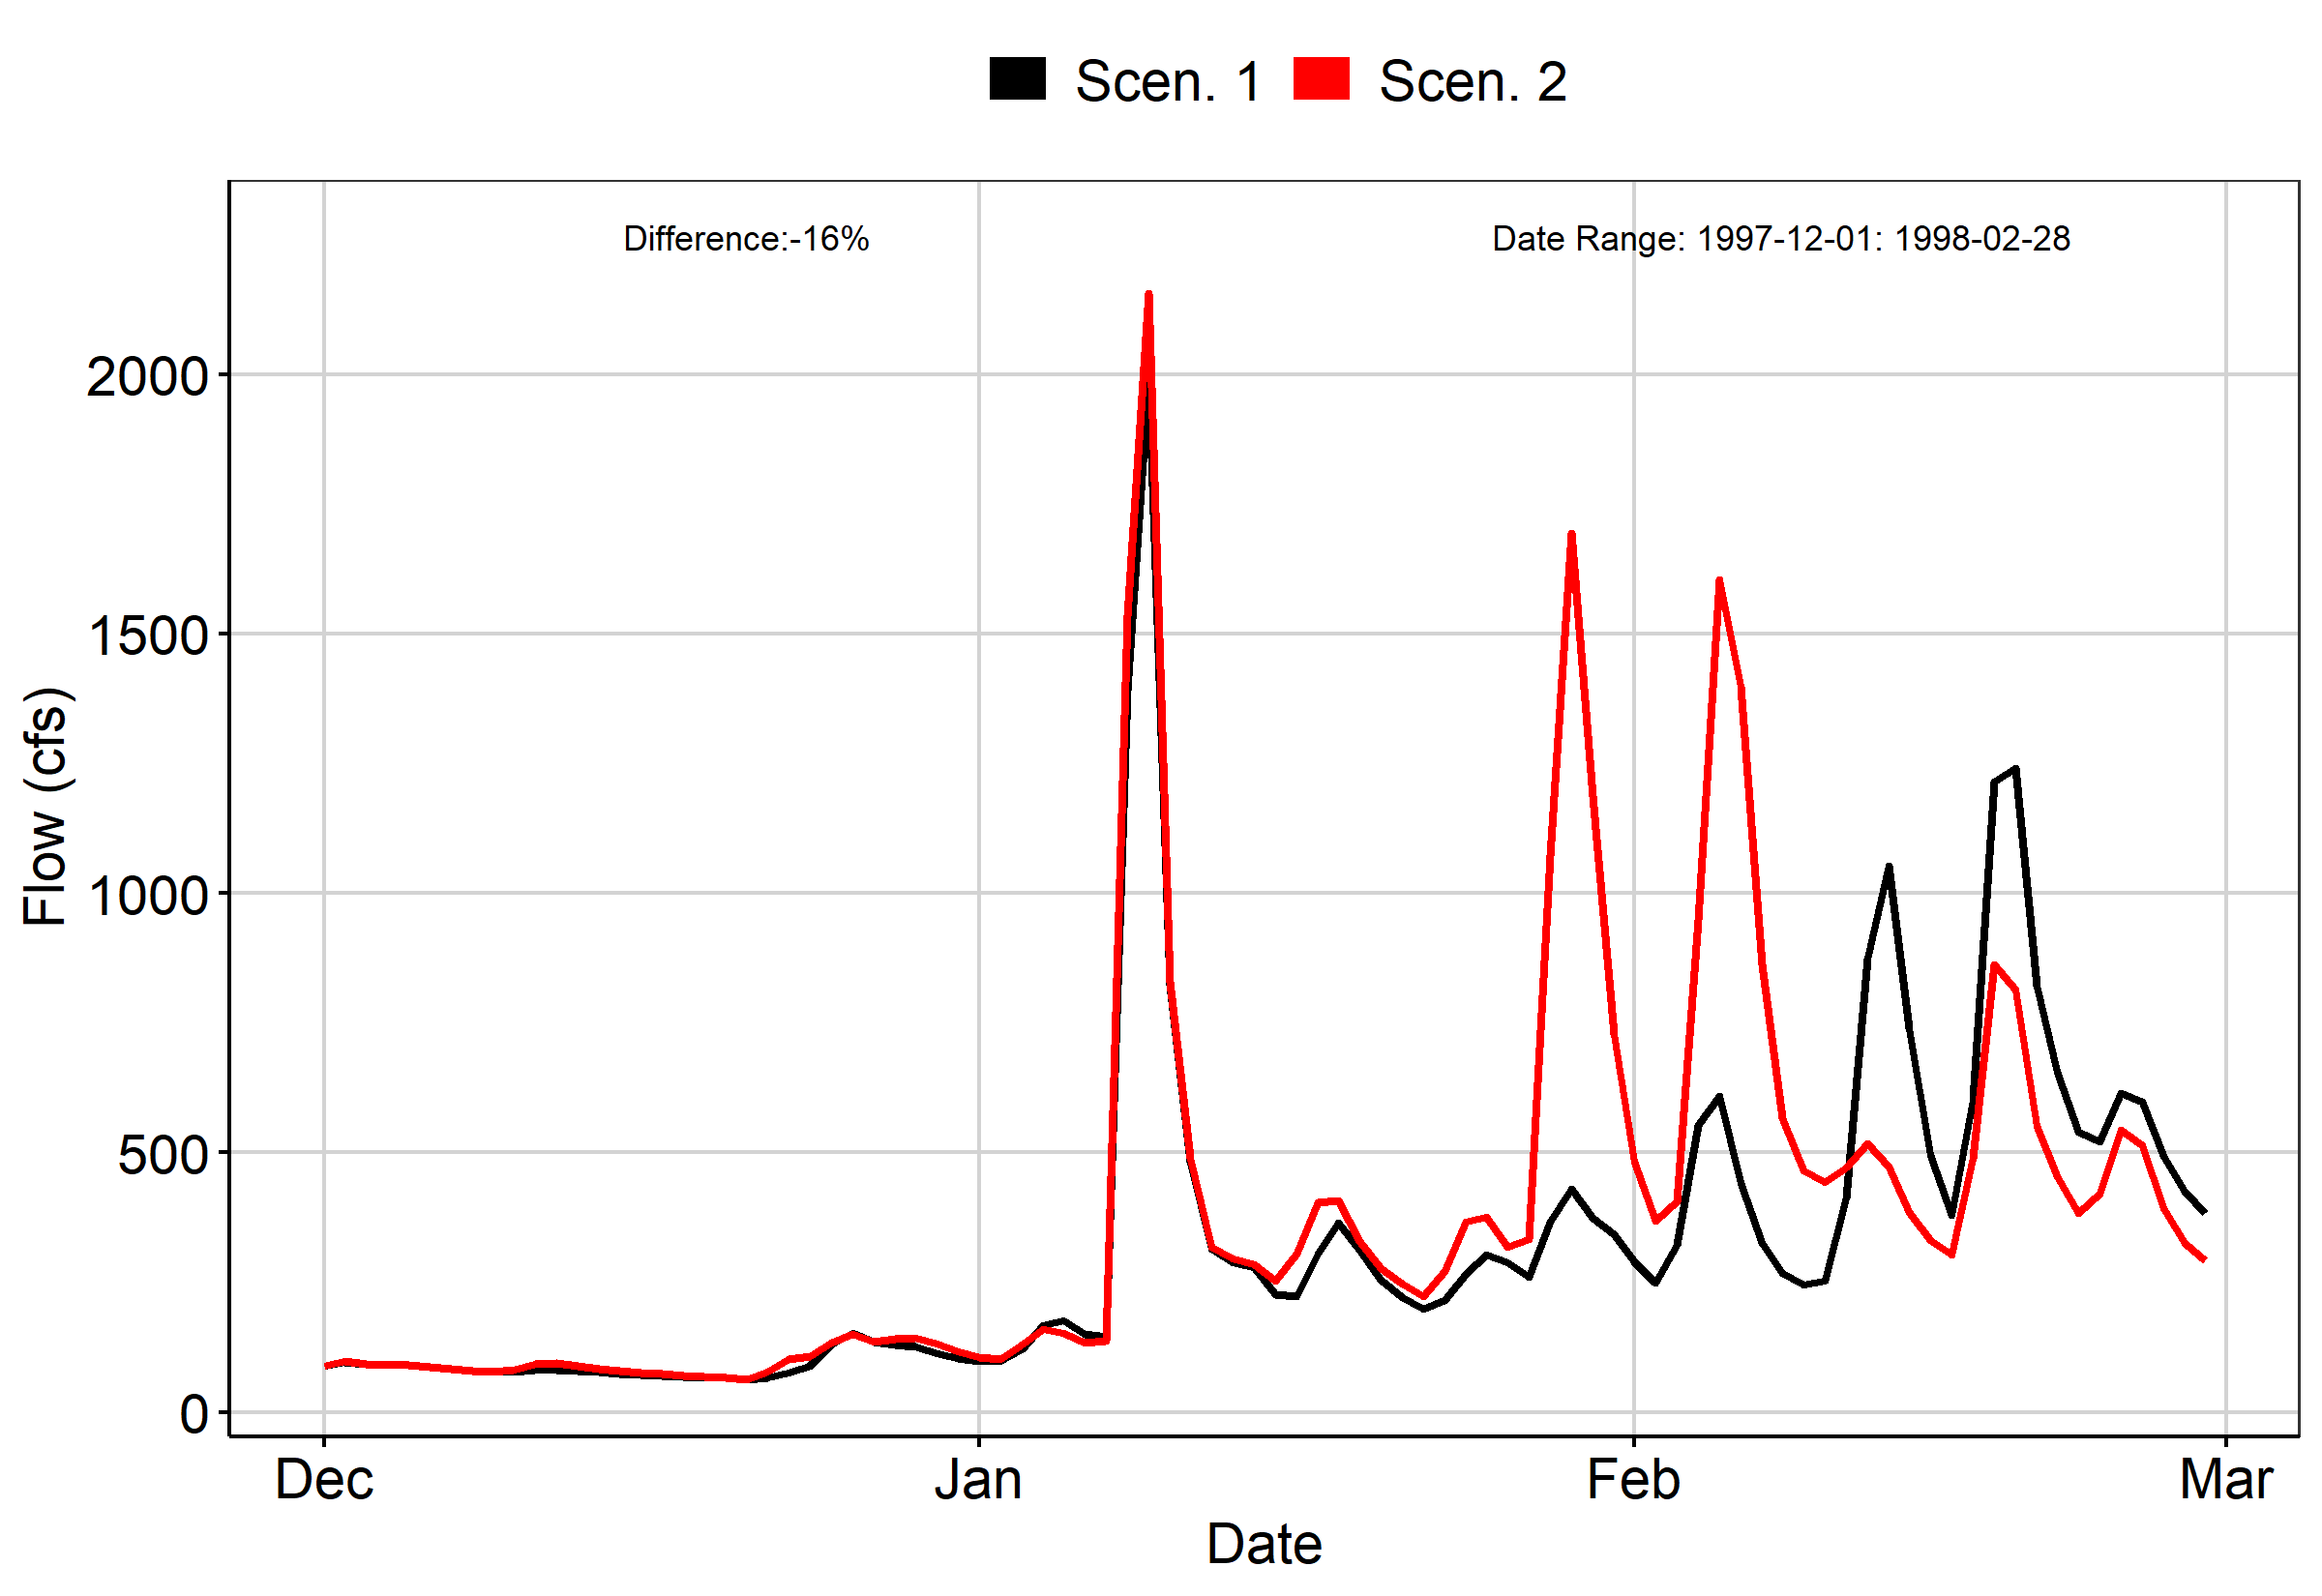 Scen. 1 Scen. 2
Difference:-16% Date Range: 1997-12-01: 1998-02-28
2000
1500
1000
500
0
Flow (cfs)
Dec Jan Feb Mar
Date